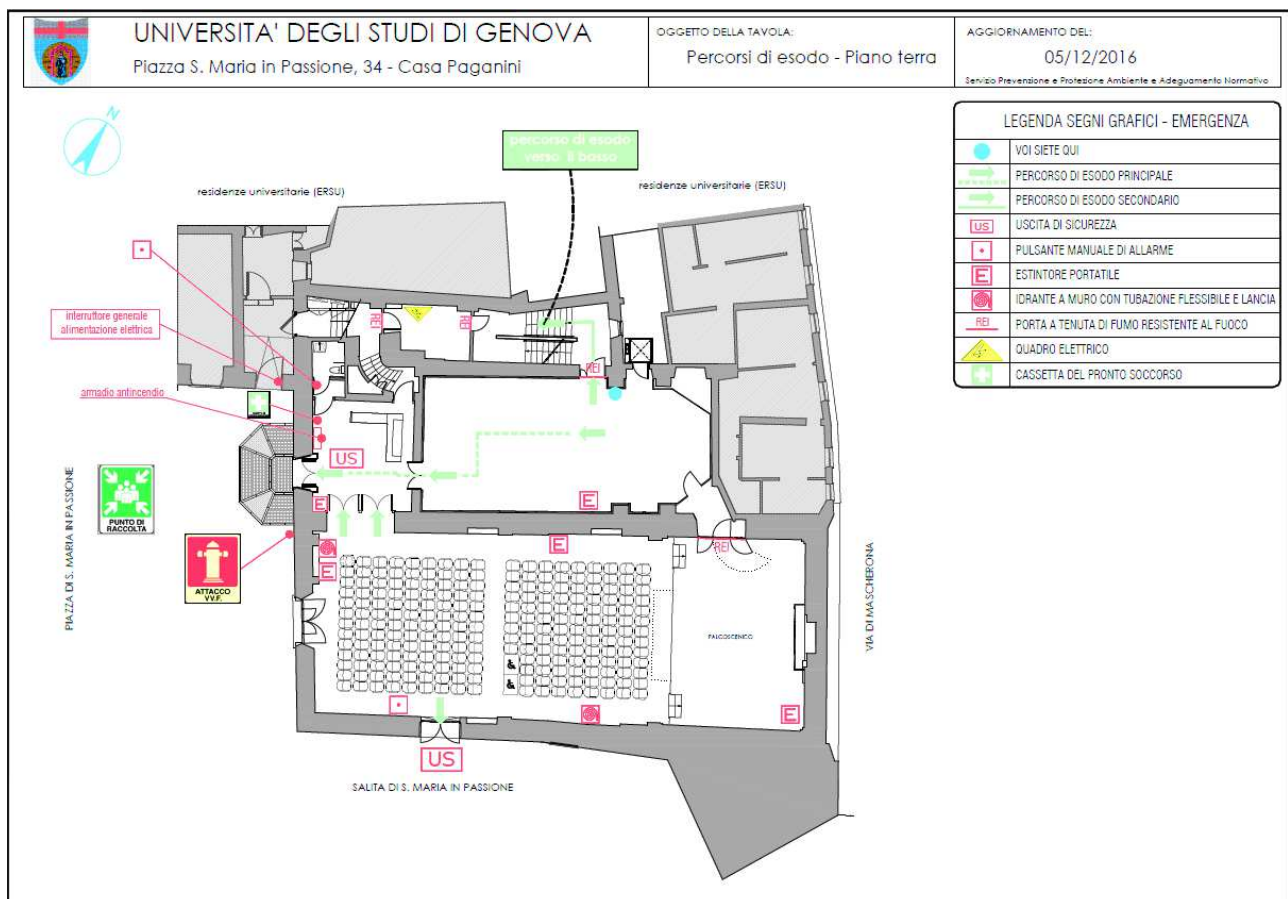 UNIVERSITA' DEGLI STUDI DI GENOVA
Piazza S. Maria in Passione, 34 - Casa Paganini
OGGETTO DELLA TAVOLA:
Percorsi di esodo - Piano terra
AGGIORNAMENTO DEL:
05/12/2016
Servizio Prevenzione e Protezione Ambiente e Adeguamento Normativo
LEGENDA SEGNI GRAFICI - EMERGENZA
VOI SIETE QUI
PERCORSO DI ESODO PRINCIPALE
PERCORSO DI ESODO SECONDARIO
US
USCITA DI SICUREZZA
PULSANTE MANUALE DI ALLARME
E
ESTINTORE PORTATILE
IDRANTE A MURO CON TUBAZIONE FLESSIBILE E LANCIA
REI
PORTA A TENUTA DI FUMO RESISTENTE AL FUOCO
QUADRO ELETTRICO
CASSETTA DEL PRONTO SOCCORSO
N
percorso di esodo
verso il basso
residenze universitarie (ERSU)
residenze universitarie (ERSU)
interruttore generale
alimentazione elettrica
armadio antincendio
REI
REI
REI
US
E
E
PIAZZA DI S. MARIA IN PASSIONE
PUNTO DI
RACCOLTA
ATTACCO
VV.F.
E
E
REI
PALCOSCENICO
VIA DI MASCHERONA
E
US
SALITA DI S. MARIA IN PASSIONE